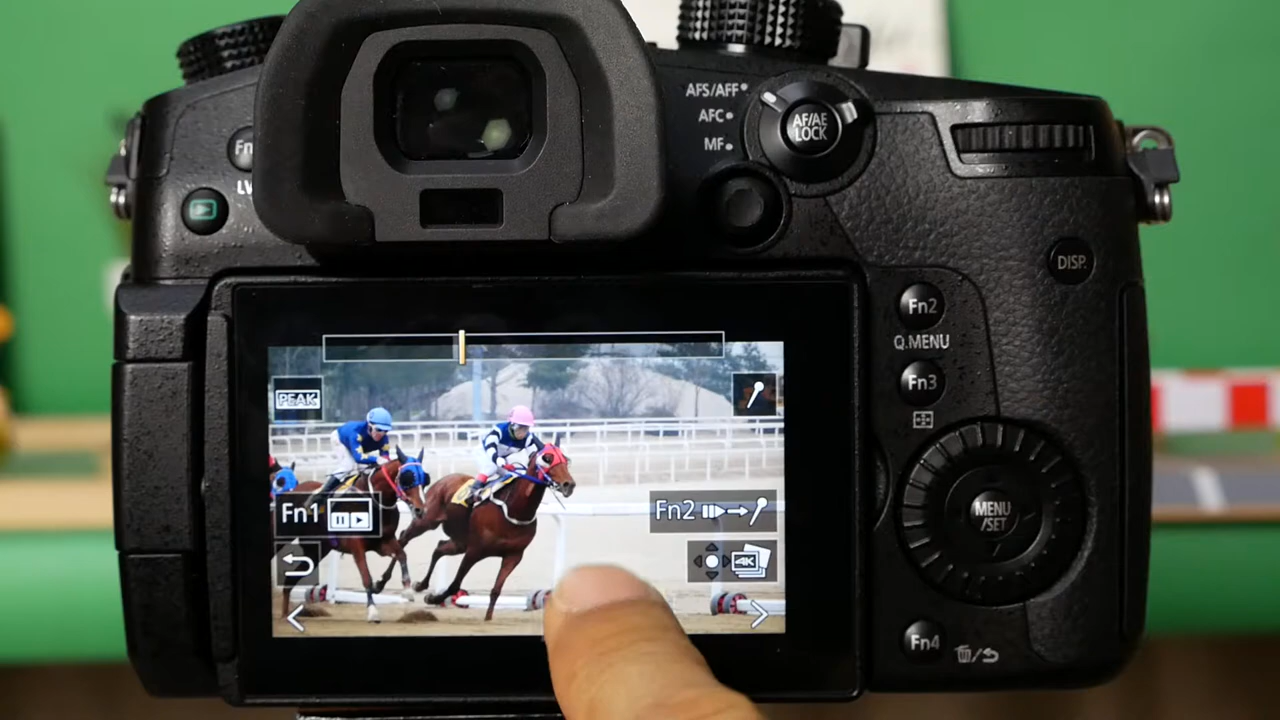 AFS/AFF
AFC
MF
AF/AE
LOCK
Fn
LV
DISP.
Fn2
Q.MENU
Fn3
MENU
/SET
Fn4
PEAK
Fn1
Fn2
4K